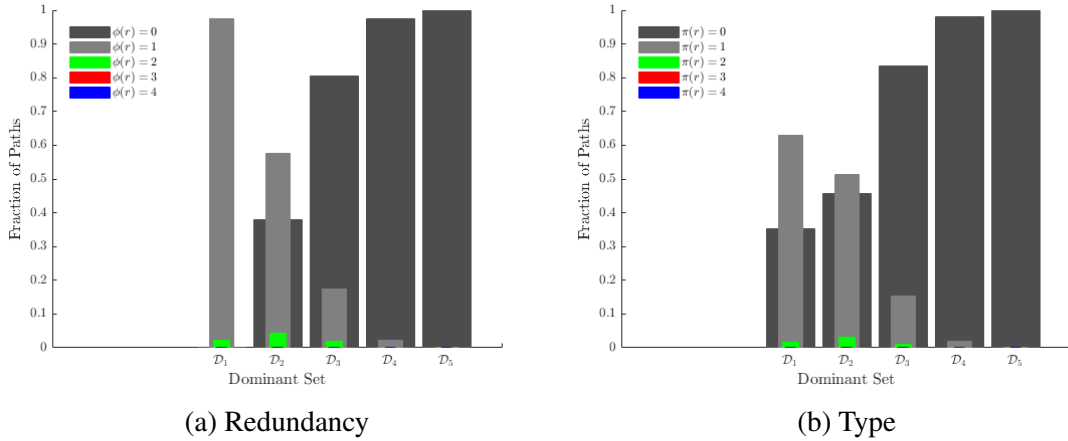 1
0.9
0.8
0.7
0.6
0.5
0.4
0.3
0.2
0.1
0
Fraction of Paths
ϕ(r) = 0
ϕ(r) = 1
ϕ(r) = 2
ϕ(r) = 3
ϕ(r) = 4
𝒟₁ 𝒟₂ 𝒟₃ 𝒟₄ 𝒟₅
Dominant Set
(a) Redundancy
1
0.9
0.8
0.7
0.6
0.5
0.4
0.3
0.2
0.1
0
Fraction of Paths
π(r) = 0
π(r) = 1
π(r) = 2
π(r) = 3
π(r) = 4
𝒟₁ 𝒟₂ 𝒟₃ 𝒟₄ 𝒟₅
Dominant Set
(b) Type